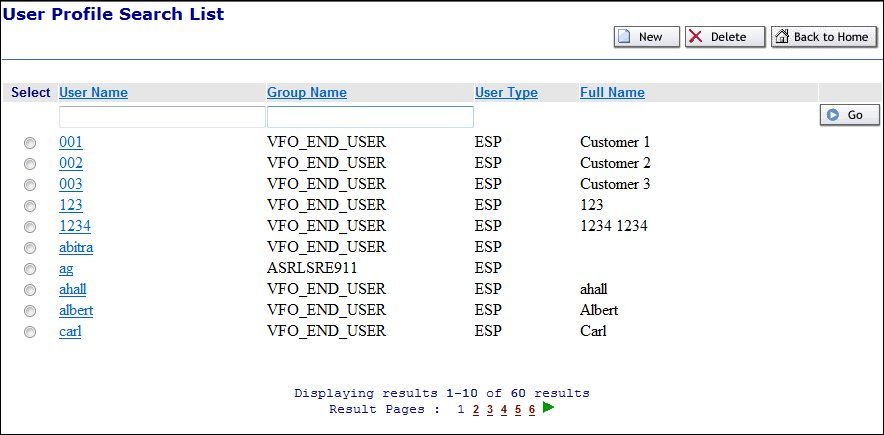 User Profile Search List
New Delete Back to Home
Select User Name Group Name User Type Full Name
Go
001 VFO_END_USER ESP Customer 1
002 VFO_END_USER ESP Customer 2
003 VFO_END_USER ESP Customer 3
123 VFO_END_USER ESP 123
1234 VFO_END_USER ESP 1234 1234
abitra VFO_END_USER ESP
ag ASRLSRE911 ESP
ahall VFO_END_USER ESP ahall
albert VFO_END_USER ESP Albert
carl VFO_END_USER ESP Carl
Displaying results 1-10 of 60 results
Result Pages : 1 2 3 4 5 6